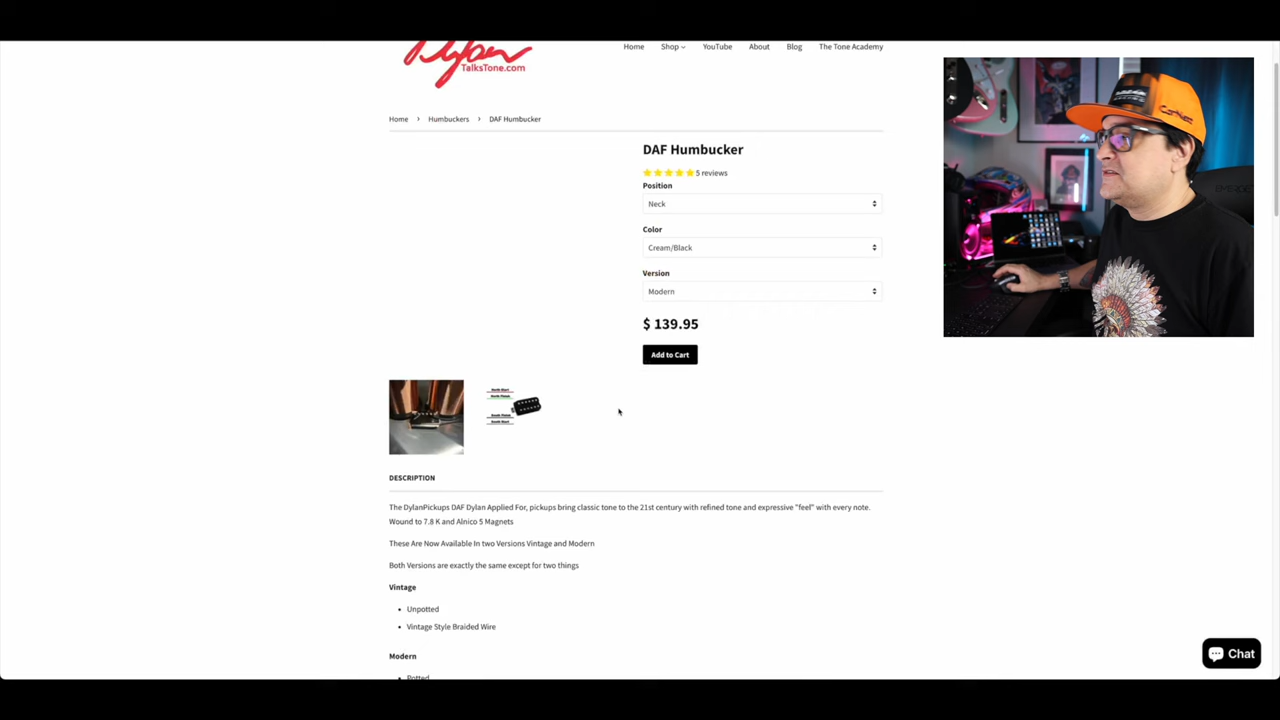 Dylan
TalksTone.com
Home
Shop
YouTube
About
Blog
The Tone Academy
Home › Humbuckers › DAF Humbucker
DAF Humbucker
5 reviews
Position
Neck
Color
Cream/Black
Version
Modern
$ 139.95
Add to Cart
DESCRIPTION
The DylanPickups DAF Dylan Applied For, pickups bring classic tone to the 21st century with refined tone and expressive "feel" with every note.
Wound to 7.8 K and Alnico 5 Magnets
These Are Now Available In two Versions Vintage and Modern
Both Versions are exactly the same except for two things
Vintage
• Unpotted
• Vintage Style Braided Wire
Modern
• Potted
Chat